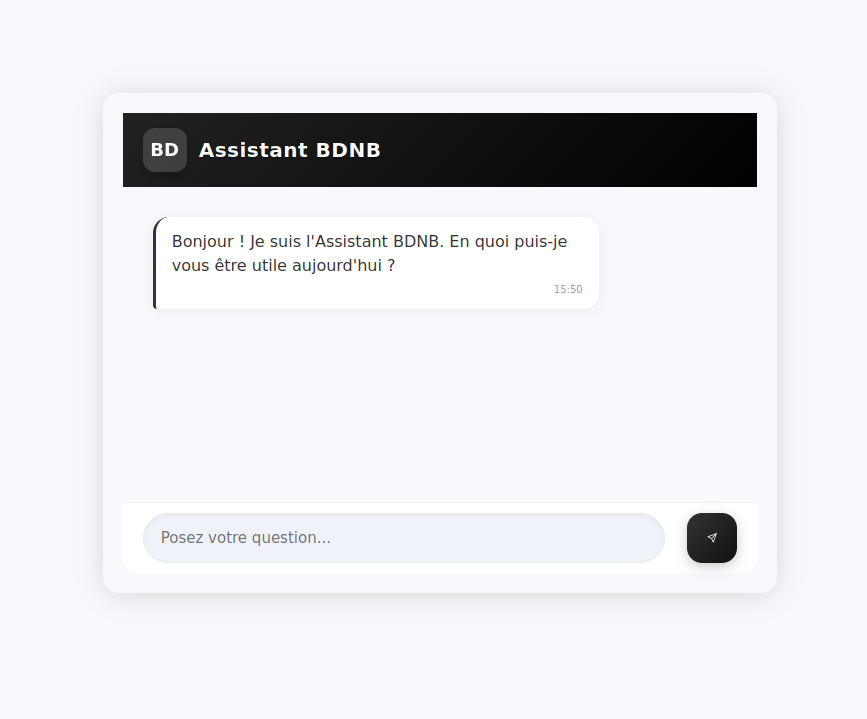 BD
Assistant BDNB
Bonjour ! Je suis l'Assistant BDNB. En quoi puis-je
vous être utile aujourd'hui ?
15:50
Posez votre question...